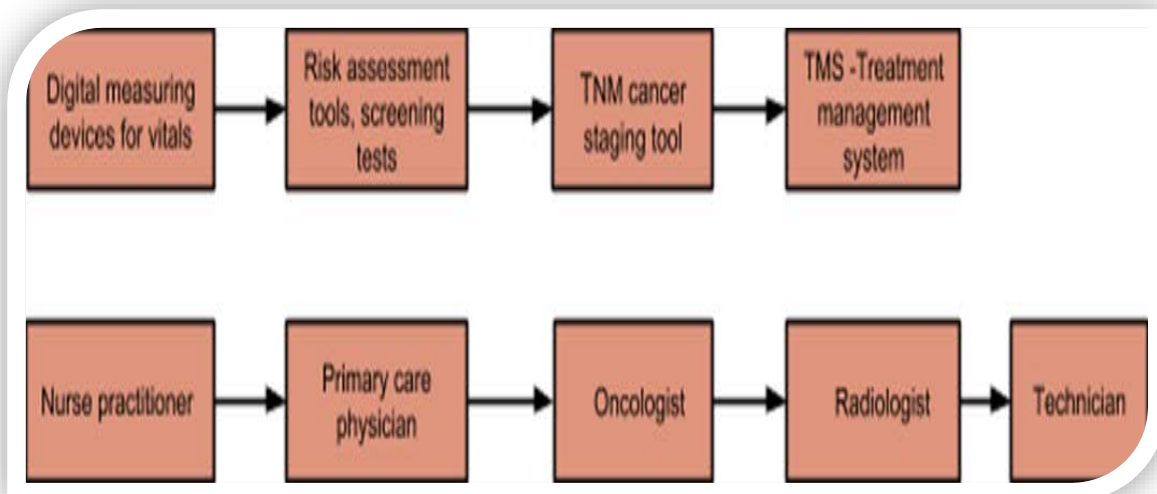 Digital measuring
devices for vitals
Risk assessment
tools, screening
tests
TNM cancer
staging tool
TMS -Treatment
management
system
Nurse practitioner
Primary care
physician
Oncologist
Radiologist
Technician